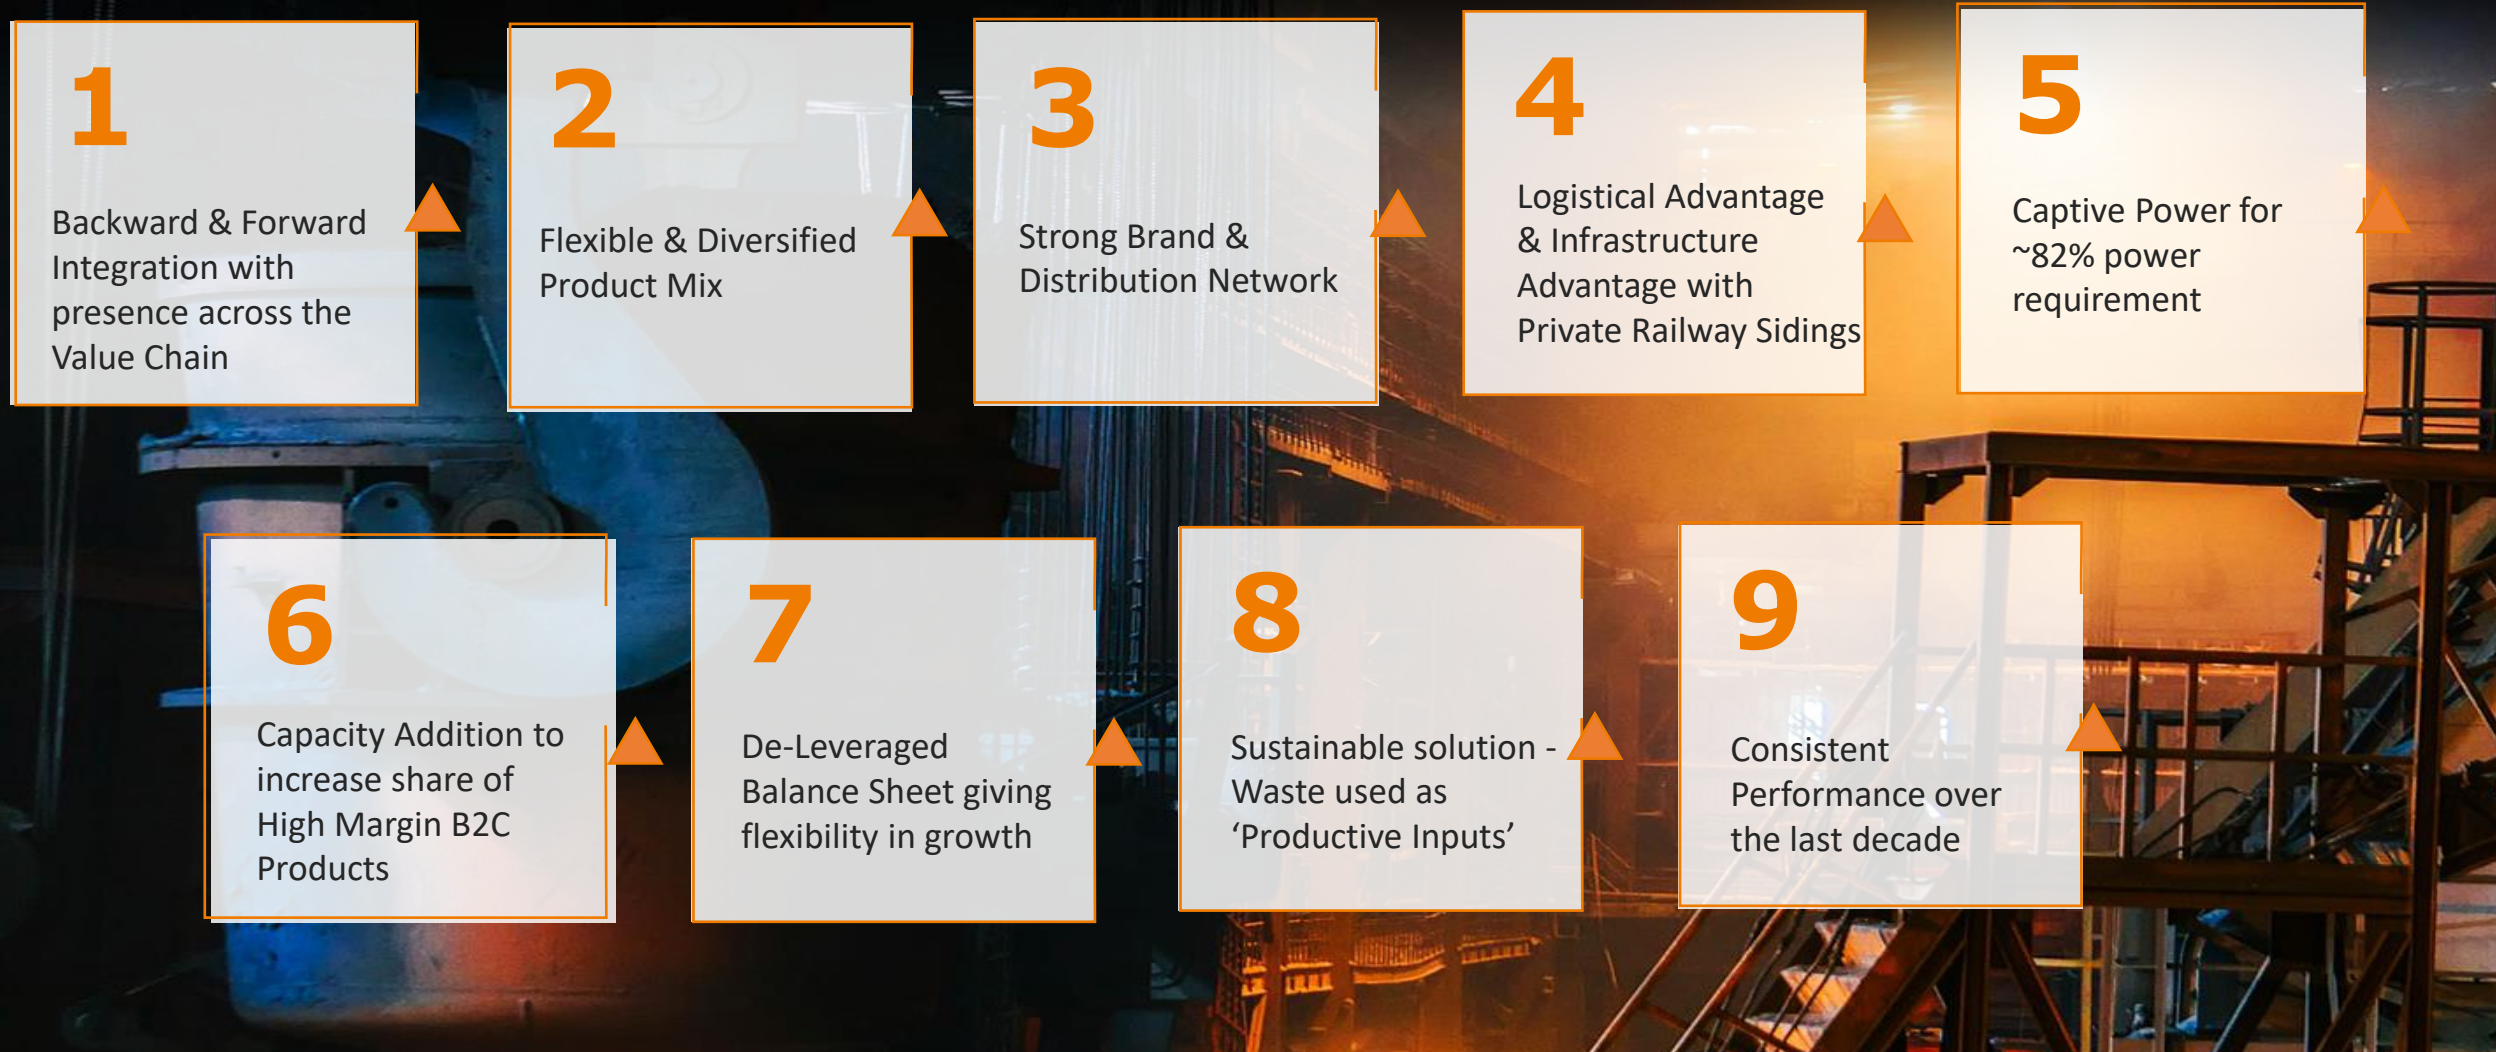 1
Backward & Forward
Integration with
presence across the
Value Chain
2
Flexible & Diversified
Product Mix
3
Strong Brand &
Distribution Network
4
Logistical Advantage
& Infrastructure
Advantage with
Private Railway Sidings
5
Captive Power for
~82% power
requirement
6
Capacity Addition to
increase share of
High Margin B2C
Products
7
De-Leveraged
Balance Sheet giving
flexibility in growth
8
Sustainable solution -
Waste used as
‘Productive Inputs’
9
Consistent
Performance over
the last decade